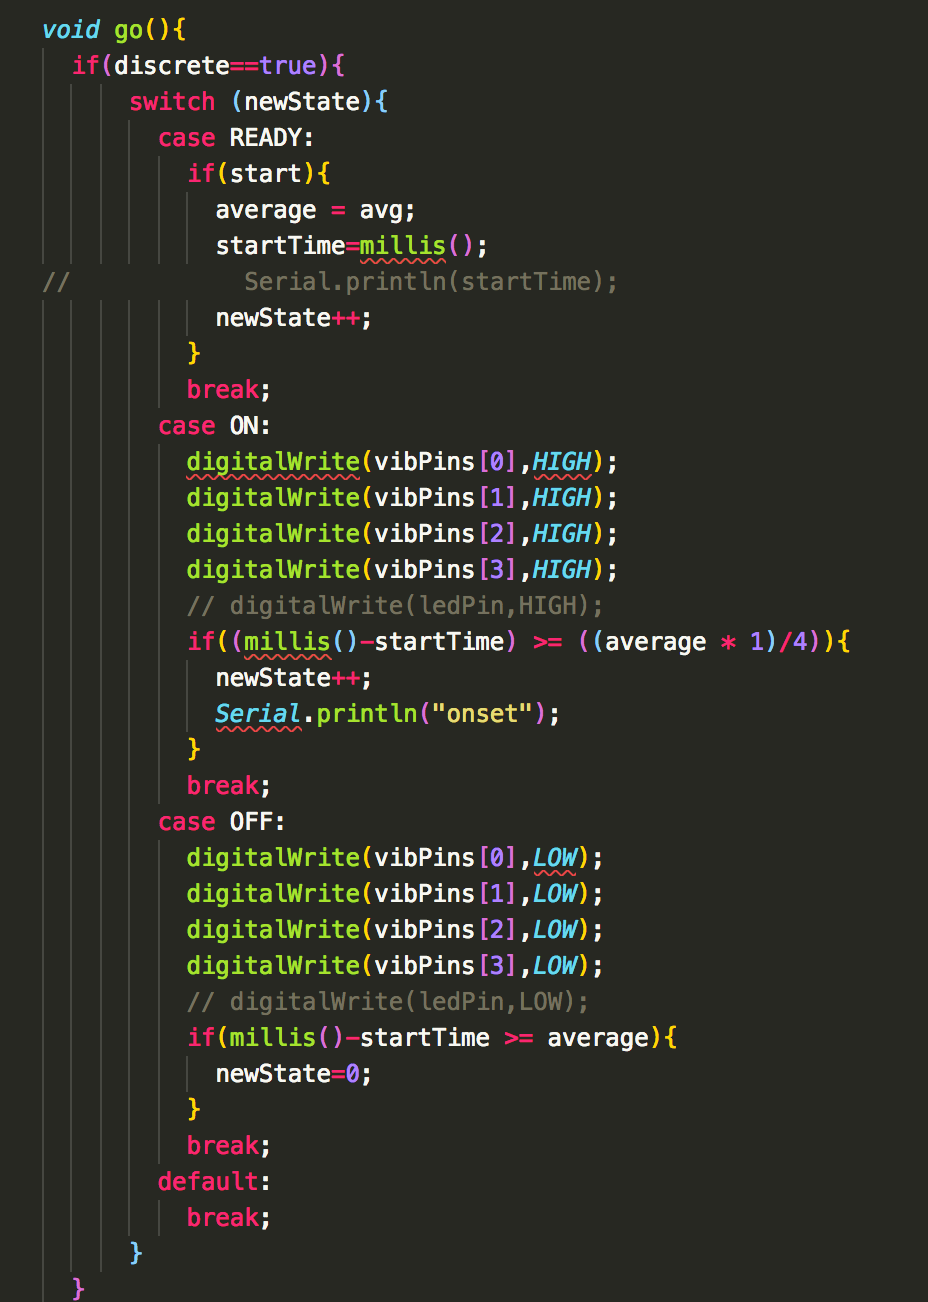 void go(){
if(discrete==true){
switch (newState){
case READY:
if(start){
average = avg;
startTime=millis();
//            Serial.println(startTime);
newState++;
}
break;
case ON:
digitalWrite(vibPins[0],HIGH);
digitalWrite(vibPins[1],HIGH);
digitalWrite(vibPins[2],HIGH);
digitalWrite(vibPins[3],HIGH);
// digitalWrite(ledPin,HIGH);
if((millis()-startTime) >= ((average * 1)/4)){
newState++;
Serial.println("onset");
}
break;
case OFF:
digitalWrite(vibPins[0],LOW);
digitalWrite(vibPins[1],LOW);
digitalWrite(vibPins[2],LOW);
digitalWrite(vibPins[3],LOW);
// digitalWrite(ledPin,LOW);
if(millis()-startTime >= average){
newState=0;
}
break;
default:
break;
}
}